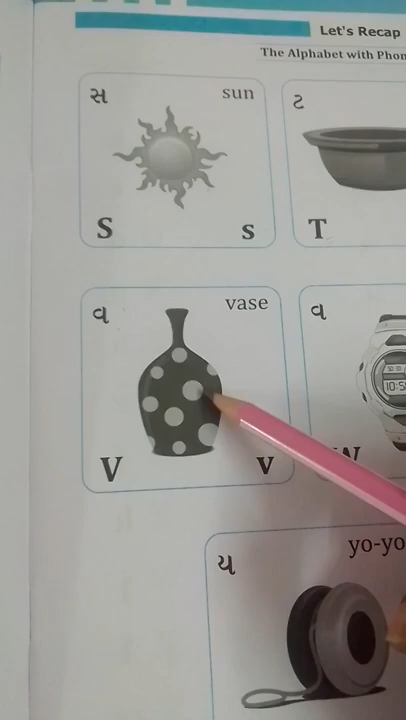 Let's Recap
The Alphabet with Phon
સ sun
S s
ટ
T
વ vase
V v
વ
10:5
W
ય yo-yo